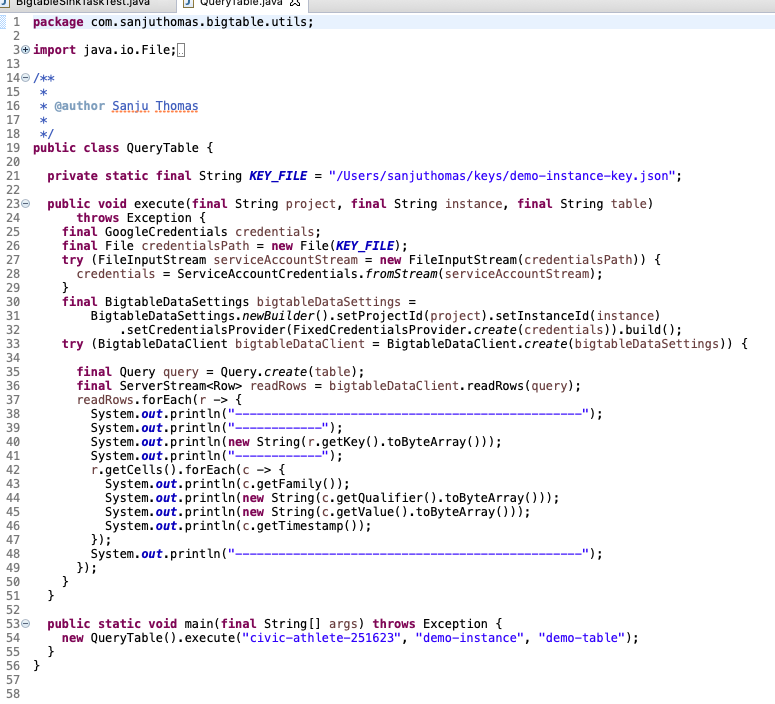 BigtableSinkTaskTest.java QueryTable.java
1 package com.sanjuthomas.bigtable.utils;
2
3 import java.io.File;
13
14 /**
15 *
16 * @author Sanju Thomas
17 *
18 */
19 public class QueryTable {
20
21 private static final String KEY_FILE = "/Users/sanjuthomas/keys/demo-instance-key.json";
22
23 public void execute(final String project, final String instance, final String table)
24 throws Exception {
25 final GoogleCredentials credentials;
26 final File credentialsPath = new File(KEY_FILE);
27 try (FileInputStream serviceAccountStream = new FileInputStream(credentialsPath)) {
28 credentials = ServiceAccountCredentials.fromStream(serviceAccountStream);
29 }
30 final BigtableDataSettings bigtableDataSettings =
31 BigtableDataSettings.newBuilder().setProjectId(project).setInstanceId(instance)
32 .setCredentialsProvider(FixedCredentialsProvider.create(credentials)).build();
33 try (BigtableDataClient bigtableDataClient = BigtableDataClient.create(bigtableDataSettings)) {
34
35 final Query query = Query.create(table);
36 final ServerStream<Row> readRows = bigtableDataClient.readRows(query);
37 readRows.forEach(r -> {
38 System.out.println("------------------------------------------------");
39 System.out.println("------------");
40 System.out.println(new String(r.getKey().toByteArray()));
41 System.out.println("------------");
42 r.getCells().forEach(c -> {
43 System.out.println(c.getFamily());
44 System.out.println(new String(c.getQualifier().toByteArray()));
45 System.out.println(new String(c.getValue().toByteArray()));
46 System.out.println(c.getTimestamp());
47 });
48 System.out.println("------------------------------------------------");
49 });
50 }
51 }
52
53 public static void main(final String[] args) throws Exception {
54 new QueryTable().execute("civic-athlete-251623", "demo-instance", "demo-table");
55 }
56 }
57
58